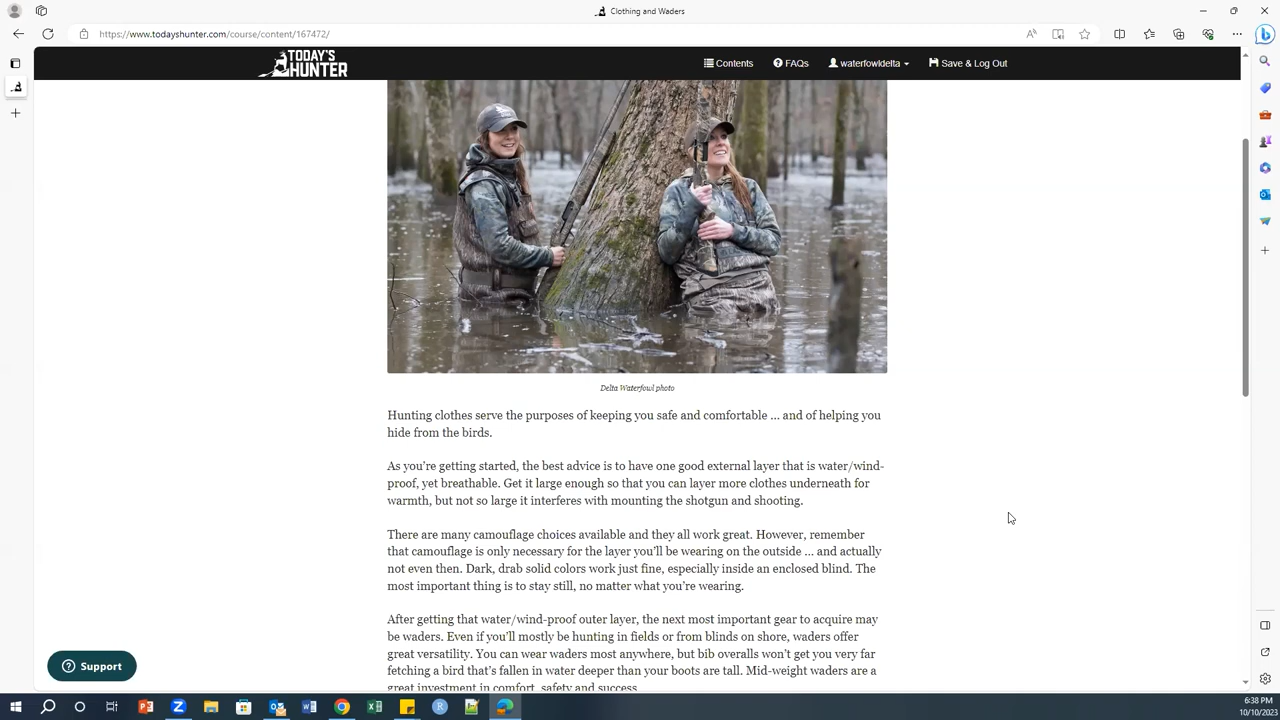 Clothing and Waders
https://www.todayshunter.com/course/content/167472/
TODAY'S
HUNTER
Contents
FAQs
waterfowldelta
Save & Log Out
Delta Waterfowl photo
Hunting clothes serve the purposes of keeping you safe and comfortable ... and of helping you
hide from the birds.
As you're getting started, the best advice is to have one good external layer that is water/wind-
proof, yet breathable. Get it large enough so that you can layer more clothes underneath for
warmth, but not so large it interferes with mounting the shotgun and shooting.
There are many camouflage choices available and they all work great. However, remember
that camouflage is only necessary for the layer you'll be wearing on the outside ... and actually
not even then. Dark, drab solid colors work just fine, especially inside an enclosed blind. The
most important thing is to stay still, no matter what you're wearing.
After getting that water/wind-proof outer layer, the next most important gear to acquire may
be waders. Even if you'll mostly be hunting in fields or from blinds on shore, waders offer
great versatility. You can wear waders most anywhere, but bib overalls won't get you very far
fetching a bird that's fallen in water deeper than your boots are tall. Mid-weight waders are a
great investment in comfort, safety and success.
Support
6:38 PM
10/10/2023